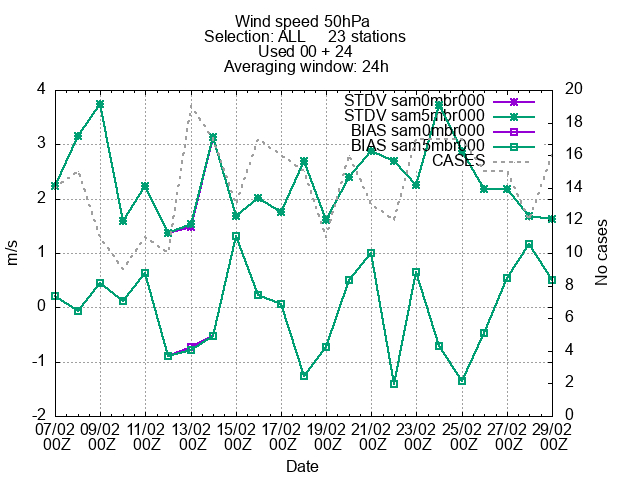 Wind speed 50hPa
Selection: ALL 23 stations
Used 00 + 24
Averaging window: 24h
STDV sam0mbr000
STDV sam5mbr000
BIAS sam0mbr000
BIAS sam5mbr000
CASES
4
3
2
1
0
-1
-2
m/s
20
18
16
14
12
10
8
6
4
2
0
No cases
07/02 09/02 11/02 13/02 15/02 17/02 19/02 21/02 23/02 25/02 27/02 29/02
00Z 00Z 00Z 00Z 00Z 00Z 00Z 00Z 00Z 00Z 00Z 00Z
Date